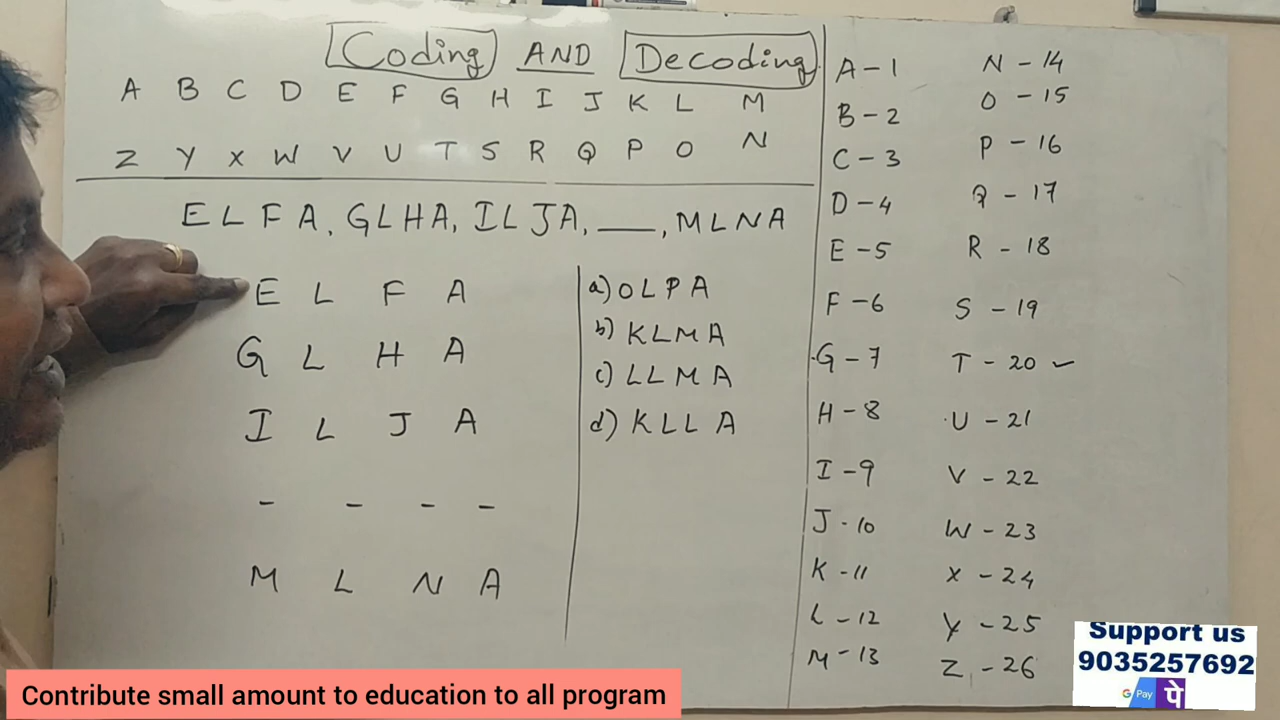 Coding AND Decoding
A B C D E F G H I J K L M
Z Y X W V U T S R Q P O N
ELFA, GLHA, ILJA, ___, MLNA
E L F A
G L H A
I L J A
- - - -
M L N A
a) OLPA
b) KLMA
c) LLMA
d) KLLA
A - 1
B - 2
C - 3
D - 4
E - 5
F - 6
G - 7
H - 8
I - 9
J - 10
K - 11
L - 12
M - 13
N - 14
O - 15
P - 16
Q - 17
R - 18
S - 19
T - 20 ✓
U - 21
V - 22
W - 23
X - 24
Y - 25
Z - 26
Support us
9035257692
G Pay पे
Contribute small amount to education to all program